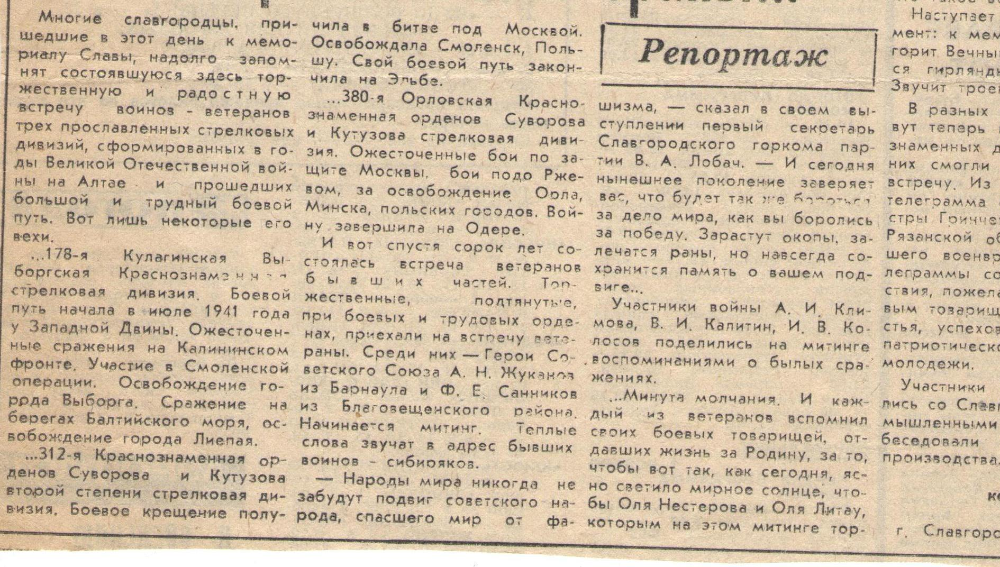 Многие славгородцы, при-
шедшие в этот день к мемо-
риалу Славы, надолго запом-
нят состоявшуюся здесь тор-
жественную и радостную
встречу воинов - ветеранов
трех прославленных стрелковых
дивизий, сформированных в го-
ды Великой Отечественной вой-
ны на Алтае и прошедших
большой и трудный боевой
путь. Вот лишь некоторые его
вехи.
...178-я Кулагинская Вы-
боргская Краснознаменная
стрелковая дивизия. Боевой
путь начала в июле 1941 года
у Западной Двины. Ожесточен-
ные сражения на Калининском
фронте. Участие в Смоленской
операции. Освобождение го-
рода Выборга. Сражение на
берегах Балтийского моря, ос-
вобождение города Лиепая.
...312-я Краснознаменная ор-
денов Суворова и Кутузова
второй степени стрелковая ди-
визия. Боевое крещение полу-
чила в битве под Москвой.
Освобождала Смоленск, Поль-
шу. Свой боевой путь закон-
чила на Эльбе.
...380-я Орловская Красно-
знаменная орденов Суворова
и Кутузова стрелковая диви-
зия. Ожесточенные бои по за-
щите Москвы, бои подо Рже-
вом, за освобождение Орла,
Минска, польских городов. Вой-
ну завершила на Одере.
И вот спустя сорок лет со-
стоялась встреча ветеранов
бывших частей. Тор-
жественные, подтянутые,
при боевых и трудовых орде-
нах, приехали на встречу вете-
раны. Среди них — Герои Со-
ветского Союза А. Н. Жуканов
из Барнаула и Ф. Е. Санников
из Благовещенского района.
Начинается митинг. Теплые
слова звучат в адрес бывших
воинов - сибиряков.
— Народы мира никогда не
забудут подвиг советского на-
рода, спасшего мир от фа-
Репортаж
шизма, — сказал в своем вы-
ступлении первый секретарь
Славгородского горкома пар-
тии В. А. Лобач. — И сегодня
нынешнее поколение заверяет
вас, что будет так же бороться
за дело мира, как вы боролись
за победу. Зарастут окопы, за-
лечатся раны, но навсегда со-
хранится память о вашем под-
виге...
Участники войны А. И. Кли-
мова, В. И. Калитин, И. В. Ко-
лосов поделились на митинге
воспоминаниями о былых сра-
жениях.
...Минута молчания. И каж-
дый из ветеранов вспомнил
своих боевых товарищей, от-
давших жизнь за Родину, за то,
чтобы вот так, как сегодня, яс-
но светило мирное солнце, что-
бы Оля Нестерова и Оля Литау,
которым на этом митинге тор-
Наступает
мент: к мем
горит Вечны
ся гирлянд
Звучит трое
В разных
вут теперь
знаменных д
них смогли
встречу. Из
телеграмма
стры Гринче
Рязанской об
шего военвр
леграммы со
ствия, пожела
вым товарищ
стья, успехов
патриотическо
молодежи.
Участники
лись со Слав
мышленными
беседовали
производства.
г. Славгоро